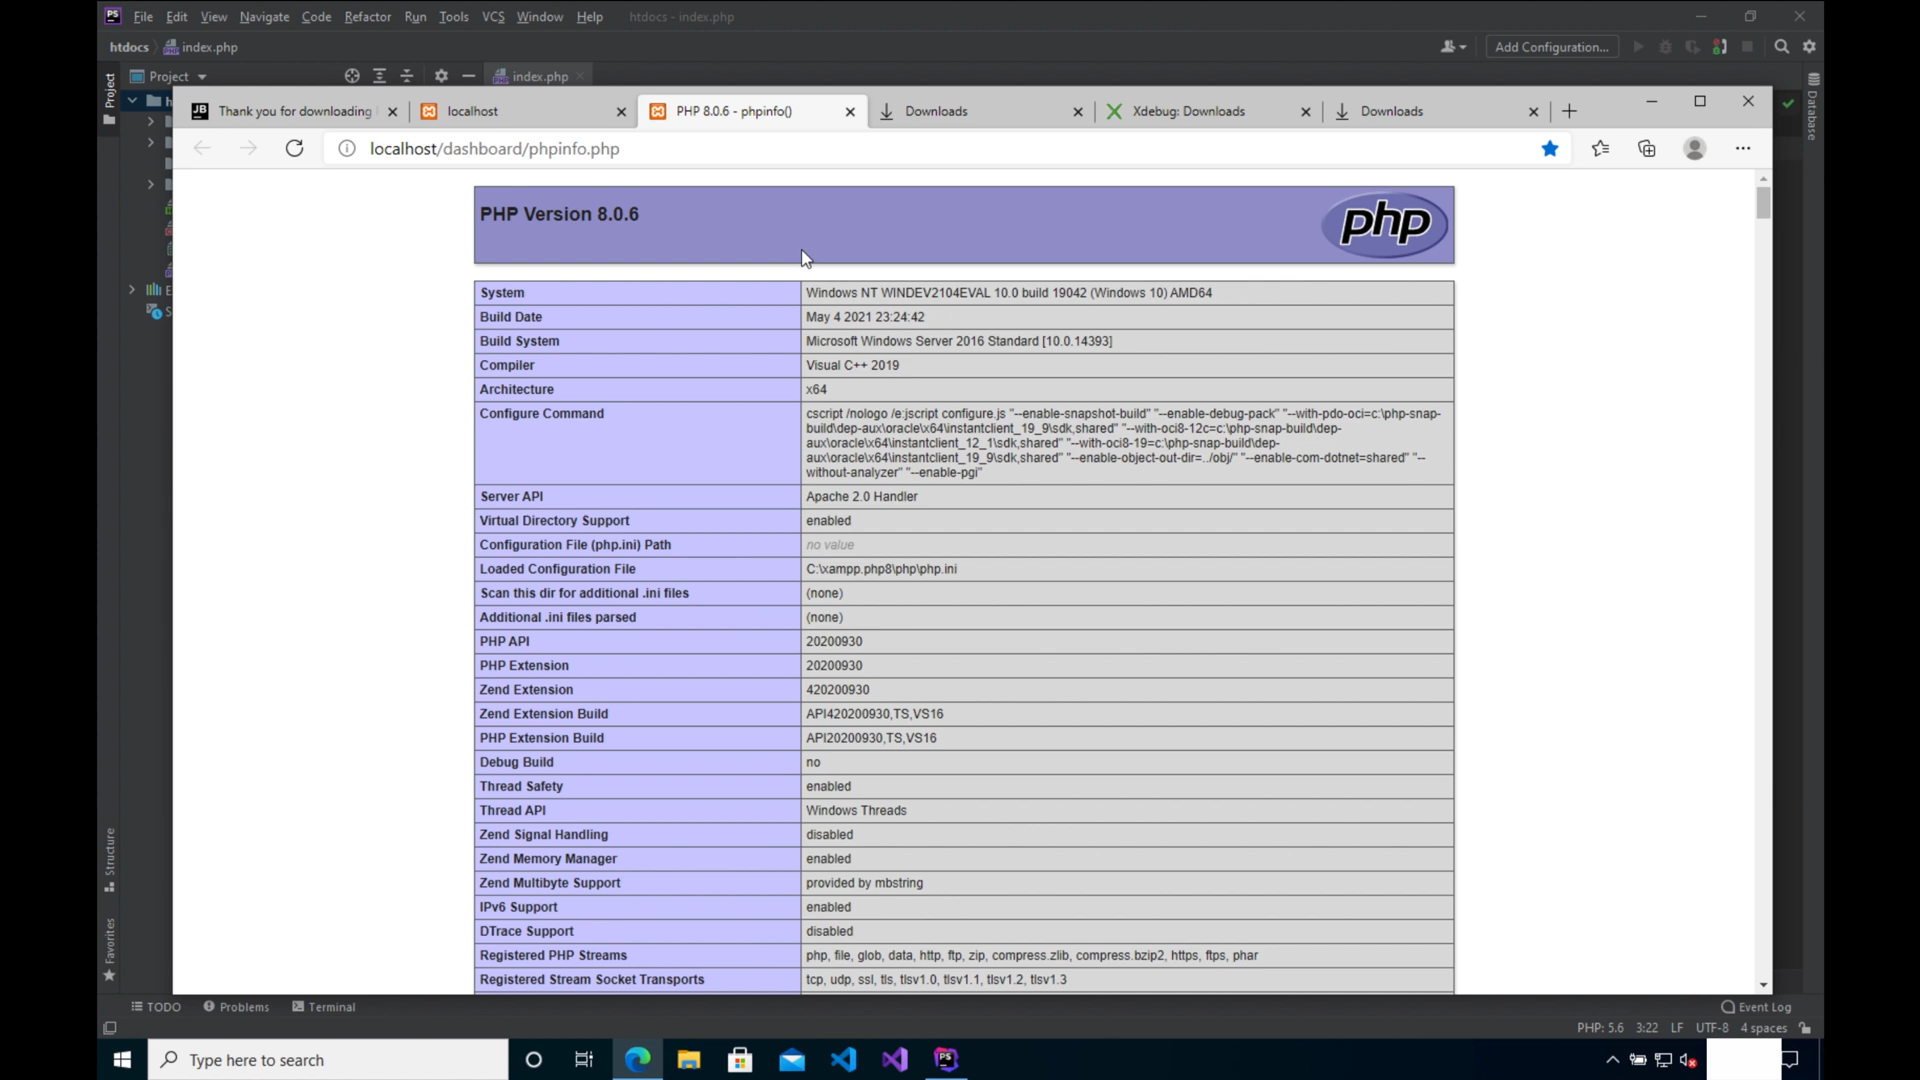 PS File Edit View Navigate Code Refactor Run Tools VCS Window Help htdocs - index.php
htdocs index.php Add Configuration...
Project index.php
Project
Database
JB Thank you for downloading localhost PHP 8.0.6 - phpinfo() Downloads Xdebug: Downloads Downloads
localhost/dashboard/phpinfo.php
PHP Version 8.0.6
php
System Windows NT WINDEV2104EVAL 10.0 build 19042 (Windows 10) AMD64
Build Date May 4 2021 23:24:42
Build System Microsoft Windows Server 2016 Standard [10.0.14393]
Compiler Visual C++ 2019
Architecture x64
Configure Command cscript /nologo /e:jscript configure.js "--enable-snapshot-build" "--enable-debug-pack" "--with-pdo-oci=c:\php-snap-
build\dep-aux\oracle\x64\instantclient_19_9\sdk,shared" "--with-oci8-12c=c:\php-snap-build\dep-
aux\oracle\x64\instantclient_12_1\sdk,shared" "--with-oci8-19=c:\php-snap-build\dep-
aux\oracle\x64\instantclient_19_9\sdk,shared" "--enable-object-out-dir=../obj/" "--enable-com-dotnet=shared" "--
without-analyzer" "--enable-pgi"
Server API Apache 2.0 Handler
Virtual Directory Support enabled
Configuration File (php.ini) Path no value
Loaded Configuration File C:\xampp.php8\php\php.ini
Scan this dir for additional .ini files (none)
Additional .ini files parsed (none)
PHP API 20200930
PHP Extension 20200930
Zend Extension 420200930
Zend Extension Build API420200930,TS,VS16
PHP Extension Build API20200930,TS,VS16
Debug Build no
Thread Safety enabled
Thread API Windows Threads
Zend Signal Handling disabled
Zend Memory Manager enabled
Zend Multibyte Support provided by mbstring
IPv6 Support enabled
DTrace Support disabled
Registered PHP Streams php, file, glob, data, http, ftp, zip, compress.zlib, compress.bzip2, https, ftps, phar
Registered Stream Socket Transports tcp, udp, ssl, tls, tlsv1.0, tlsv1.1, tlsv1.2, tlsv1.3
Structure
Favorites
TODO Problems Terminal Event Log
PHP: 5.6 3:22 LF UTF-8 4 spaces
Type here to search PS